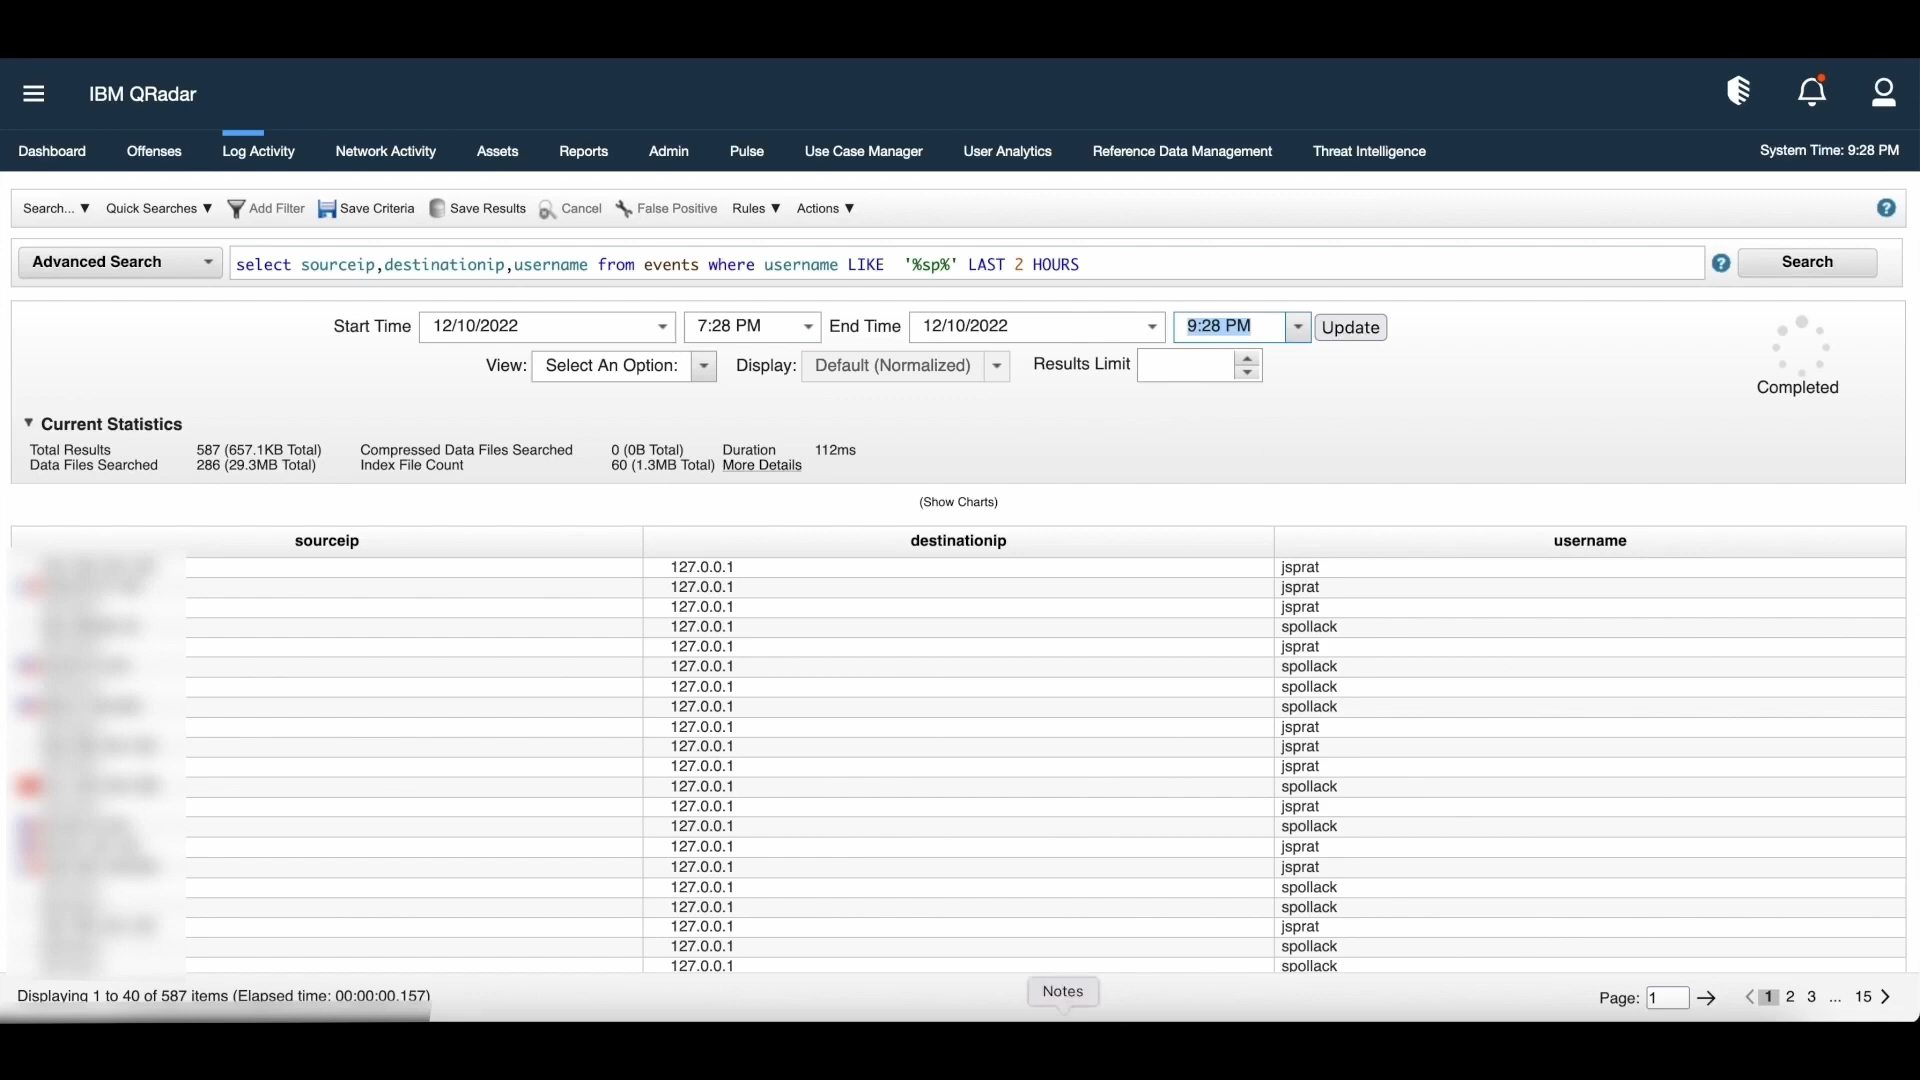 IBM QRadar
Dashboard Offenses Log Activity Network Activity Assets Reports Admin Pulse Use Case Manager User Analytics Reference Data Management Threat Intelligence System Time: 9:28 PM
Search... ▼ Quick Searches ▼ Add Filter Save Criteria Save Results Cancel False Positive Rules ▼ Actions ▼ ?
Advanced Search select sourceip,destinationip,username from events where username LIKE '%sp%' LAST 2 HOURS ? Search
Start Time 12/10/2022 7:28 PM End Time 12/10/2022 9:28 PM Update
View: Select An Option: Display: Default (Normalized) Results Limit
Completed
▼ Current Statistics
Total Results 587 (657.1KB Total) Compressed Data Files Searched 0 (0B Total) Duration 112ms
Data Files Searched 286 (29.3MB Total) Index File Count 60 (1.3MB Total) More Details
(Show Charts)
sourceip destinationip username
127.0.0.1 jsprat
127.0.0.1 jsprat
127.0.0.1 jsprat
127.0.0.1 spollack
127.0.0.1 jsprat
127.0.0.1 spollack
127.0.0.1 spollack
127.0.0.1 spollack
127.0.0.1 jsprat
127.0.0.1 jsprat
127.0.0.1 jsprat
127.0.0.1 spollack
127.0.0.1 jsprat
127.0.0.1 spollack
127.0.0.1 jsprat
127.0.0.1 jsprat
127.0.0.1 spollack
127.0.0.1 spollack
127.0.0.1 jsprat
127.0.0.1 spollack
127.0.0.1 spollack
Displaying 1 to 40 of 587 items (Elapsed time: 00:00:00.157) Notes Page: 1 → < 1 2 3 ... 15 >